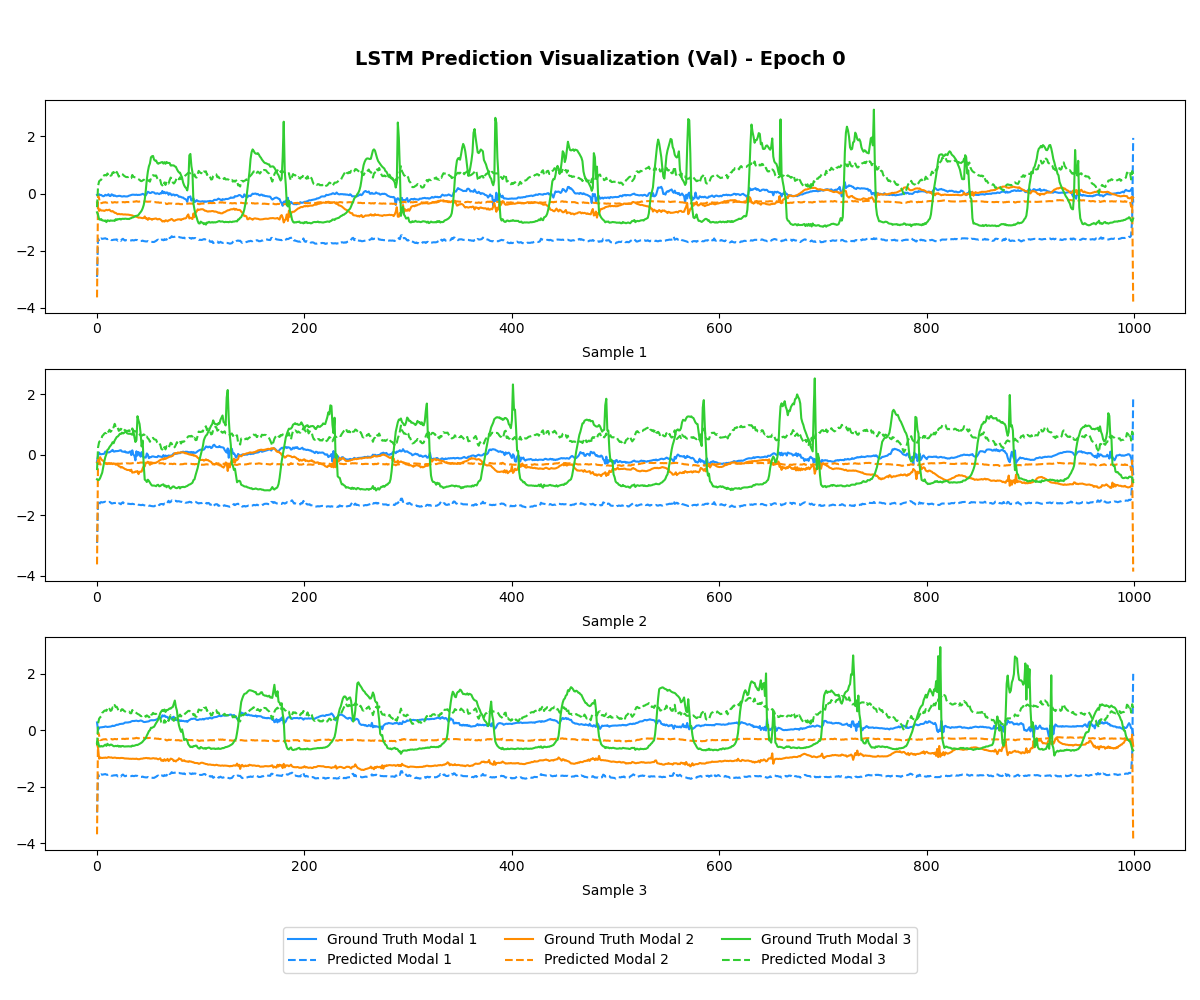 LSTM Prediction Visualization (Val) - Epoch 0
2
0
−2
−4
0 200 400 600 800 1000
Sample 1
2
0
−2
−4
0 200 400 600 800 1000
Sample 2
2
0
−2
−4
0 200 400 600 800 1000
Sample 3
Ground Truth Modal 1 Ground Truth Modal 2 Ground Truth Modal 3
Predicted Modal 1 Predicted Modal 2 Predicted Modal 3